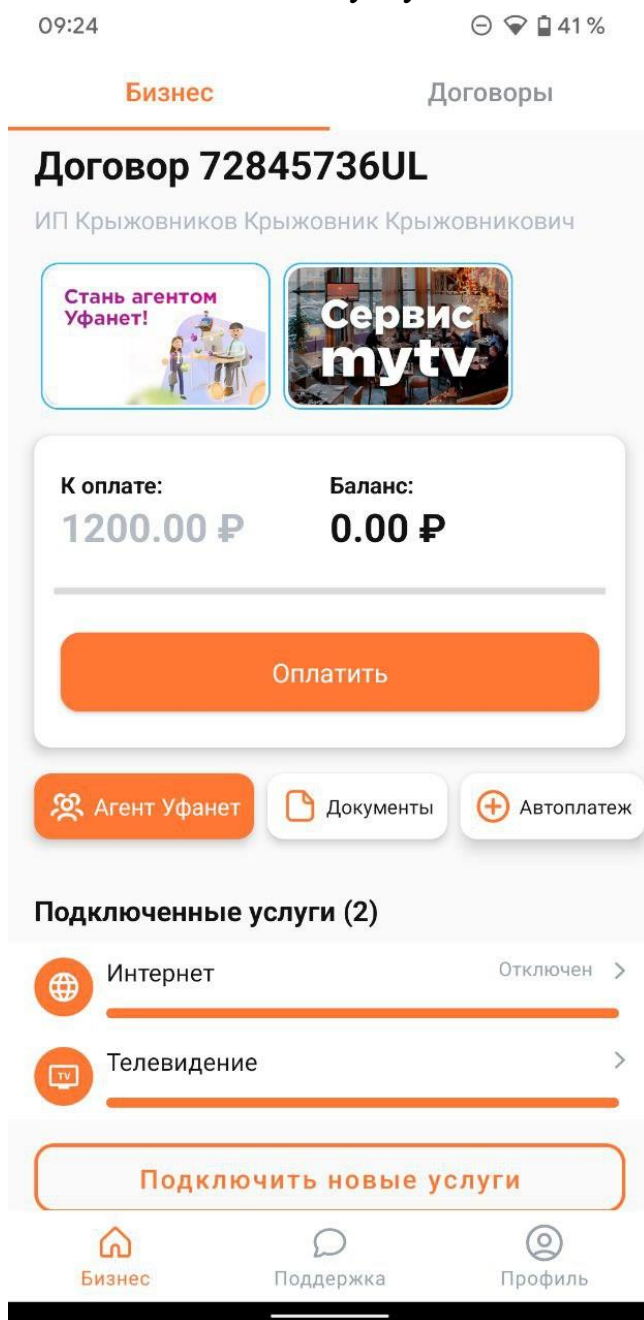 09:24
41 %
Бизнес
Договоры
Договор 72845736UL
ИП Крыжовников Крыжовник Крыжовникович
Стань агентом
Уфанет!
Сервис
mytv
К оплате:
Баланс:
1200.00 ₽
0.00 ₽
Оплатить
Агент Уфанет
Документы
Автоплатеж
Подключенные услуги (2)
Интернет
Отключен
TV
Телевидение
Подключить новые услуги
Бизнес
Поддержка
Профиль